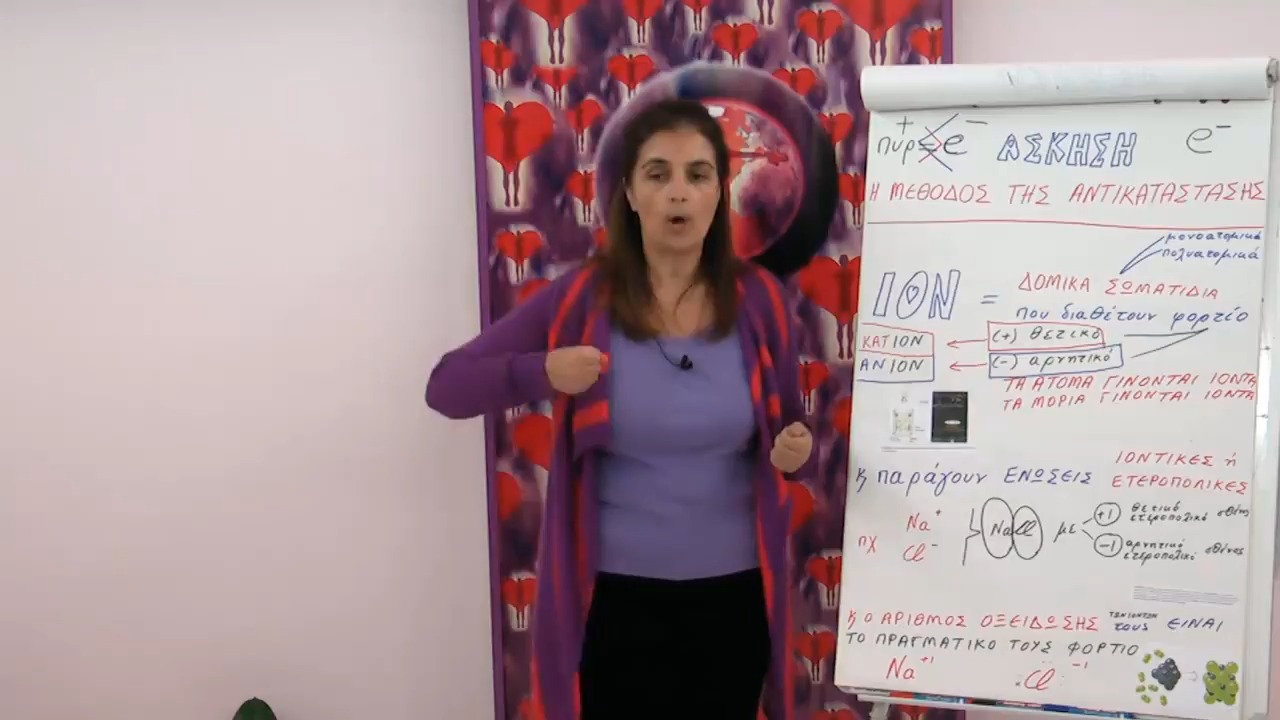 πυρ + e⁻ ΑΣΚΗΣΗ e⁻
Η ΜΕΘΟΔΟΣ ΤΗΣ ΑΝΤΙΚΑΤΑΣΤΑΣΗΣ
μονοατομικά
πολυατομικά
ΙΟΝ = ΔΟΜΙΚΑ ΣΩΜΑΤΙΔΙΑ
που διαθέτουν φορτίο
ΚΑΤΙΟΝ (+) θετικό
ΑΝΙΟΝ (-) αρνητικό
ΤΑ ΑΤΟΜΑ ΓΙΝΟΝΤΑΙ ΙΟΝΤΑ
ΤΑ ΜΟΡΙΑ ΓΙΝΟΝΤΑΙ ΙΟΝΤΑ
κ παράγουν ΕΝΩΣΕΙΣ ΙΟΝΤΙΚΕΣ ή
ΕΤΕΡΟΠΟΛΙΚΕΣ
πχ Na⁺ Cl⁻ } NaCl με
+1 θετικό ετεροπολικό σθένος
-1 αρνητικό ετεροπολικό σθένος
κ Ο ΑΡΙΘΜΟΣ ΟΞΕΙΔΩΣΗΣ ΤΩΝ ΙΟΝΤΩΝ τους ΕΙΝΑΙ
ΤΟ ΠΡΑΓΜΑΤΙΚΟ ΤΟΥΣ ΦΟΡΤΙΟ
Na⁺¹ Cl⁻¹